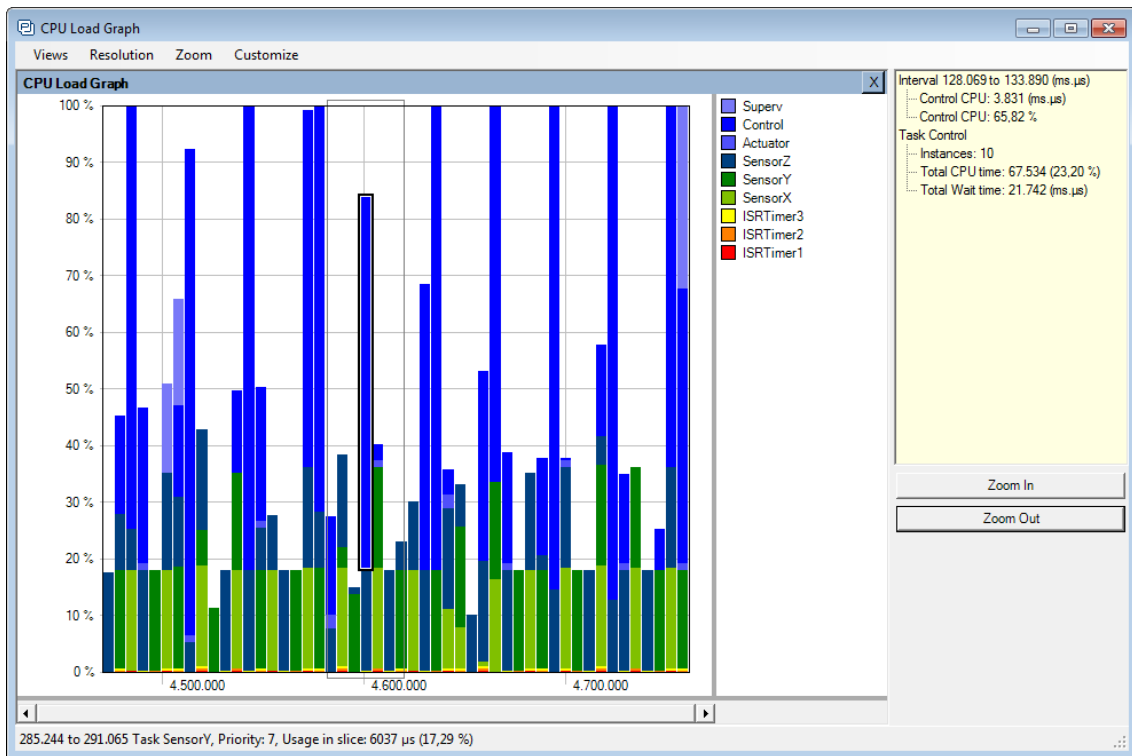 CPU Load Graph
Views Resolution Zoom Customize
CPU Load Graph
X
100 %
90 %
80 %
70 %
60 %
50 %
40 %
30 %
20 %
10 %
0 %
4.500.000 4.600.000 4.700.000
Superv
Control
Actuator
SensorZ
SensorY
SensorX
ISRTimer3
ISRTimer2
ISRTimer1
Interval 128.069 to 133.890 (ms.µs)
Control CPU: 3.831 (ms.µs)
Control CPU: 65,82 %
Task Control
Instances: 10
Total CPU time: 67.534 (23,20 %)
Total Wait time: 21.742 (ms.µs)
Zoom In
Zoom Out
285.244 to 291.065 Task SensorY, Priority: 7, Usage in slice: 6037 µs (17,29 %)